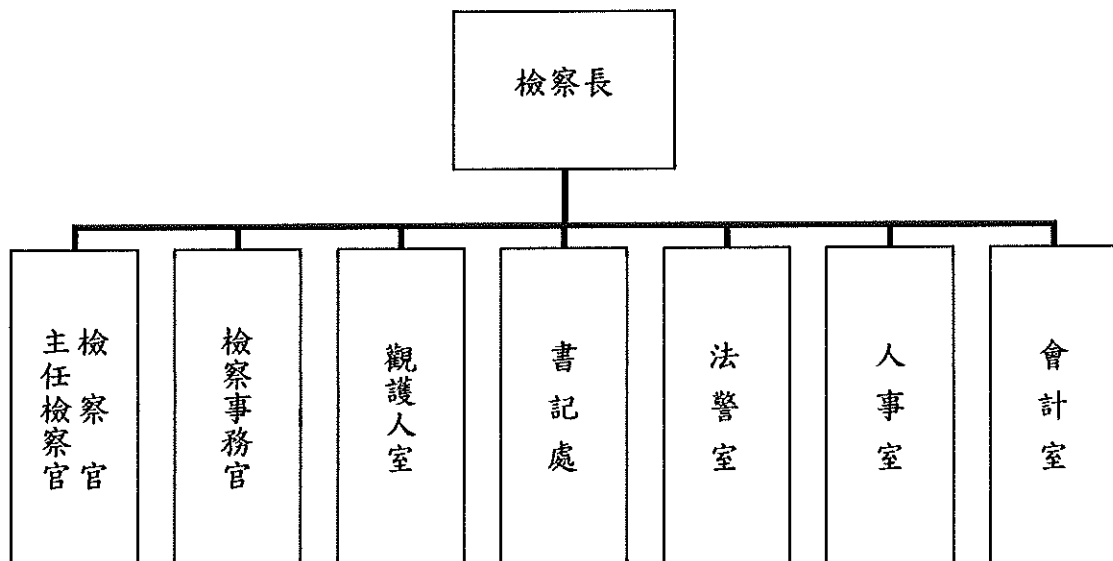 檢察長
主任檢察官
檢察官
檢察事務官
觀護人室
書記處
法警室
人事室
會計室